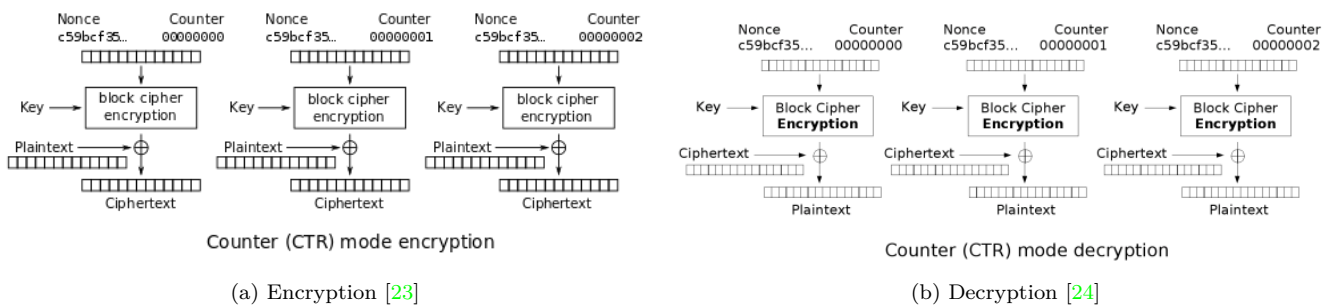 Nonce Counter Nonce Counter Nonce Counter
c59bcf35... 00000000 c59bcf35... 00000001 c59bcf35... 00000002
Key block cipher encryption Key block cipher encryption Key block cipher encryption
Plaintext Plaintext Plaintext
Ciphertext Ciphertext Ciphertext
Counter (CTR) mode encryption
(a) Encryption [23]
Nonce Counter Nonce Counter Nonce Counter
c59bcf35... 00000000 c59bcf35... 00000001 c59bcf35... 00000002
Key Block Cipher Encryption Key Block Cipher Encryption Key Block Cipher Encryption
Ciphertext Ciphertext Ciphertext
Plaintext Plaintext Plaintext
Counter (CTR) mode decryption
(b) Decryption [24]